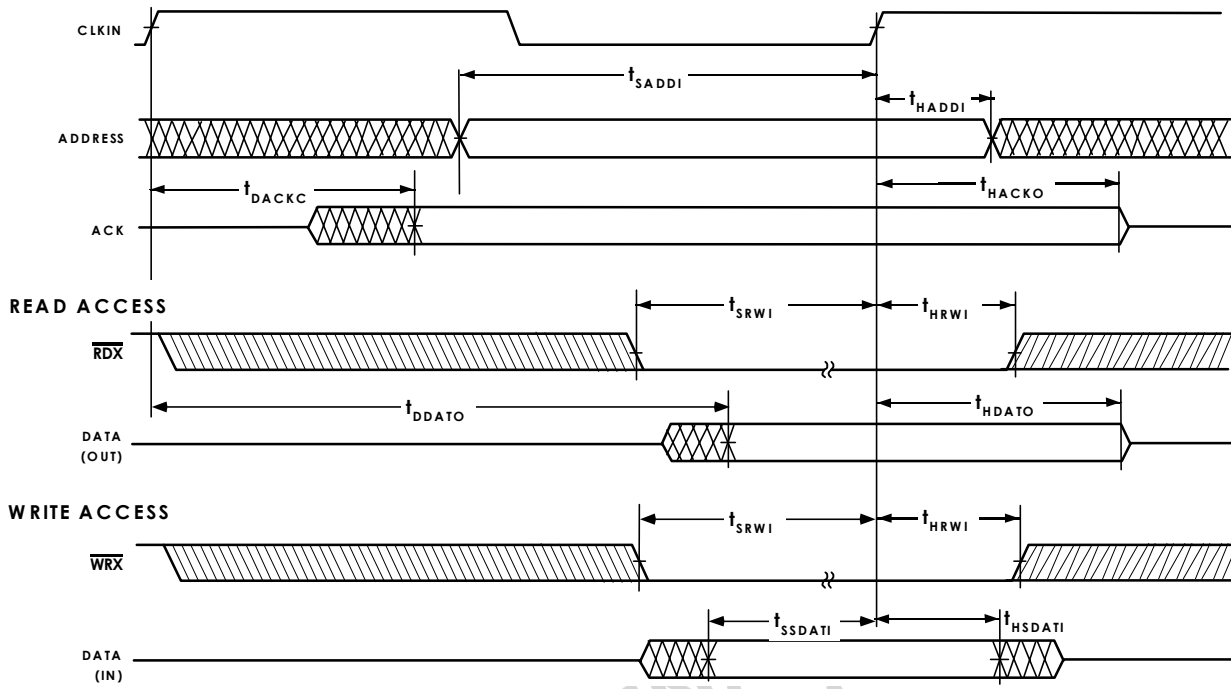 CLKIN
tSADDI
tHADDI
ADDRESS
tDACKC
tHACKO
ACK
READ ACCESS
tSRWI
tHRWI
RDX
tDDATO
tHDATO
DATA
(OUT)
WRITE ACCESS
tSRWI
tHRWI
WRX
tSSDATI
tHSDATI
DATA
(IN)